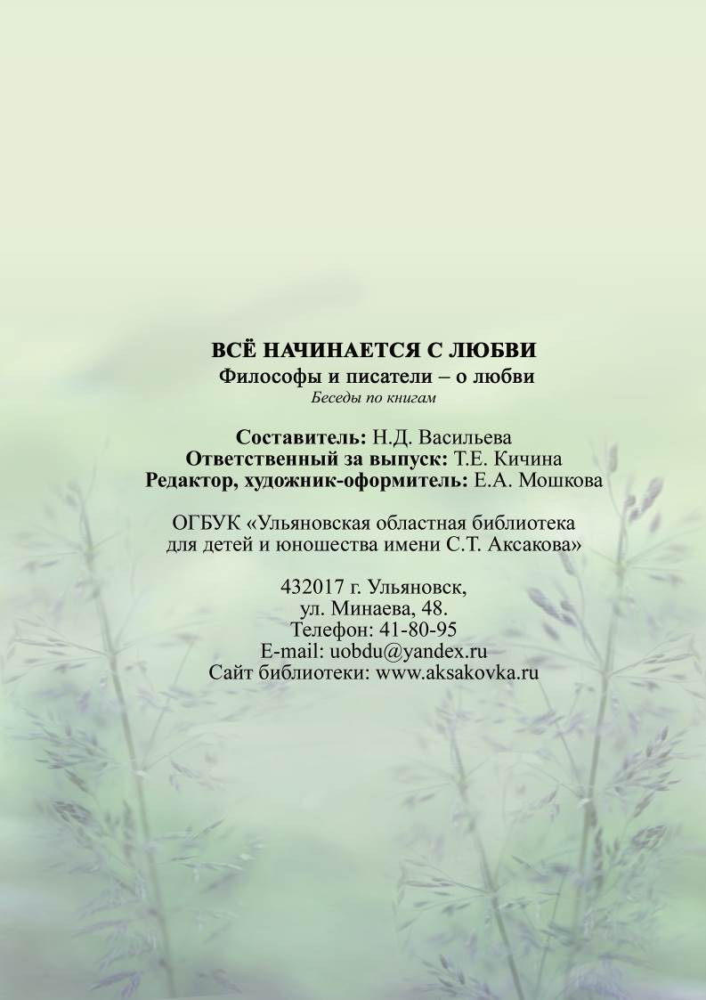 ВСЁ НАЧИНАЕТСЯ С ЛЮБВИ
Философы и писатели – о любви
Беседы по книгам
Составитель: Н.Д. Васильева
Ответственный за выпуск: Т.Е. Кичина
Редактор, художник-оформитель: Е.А. Мошкова
ОГБУК «Ульяновская областная библиотека
для детей и юношества имени С.Т. Аксакова»
432017 г. Ульяновск,
ул. Минаева, 48.
Телефон: 41-80-95
E-mail: uobdu@yandex.ru
Сайт библиотеки: www.aksakovka.ru